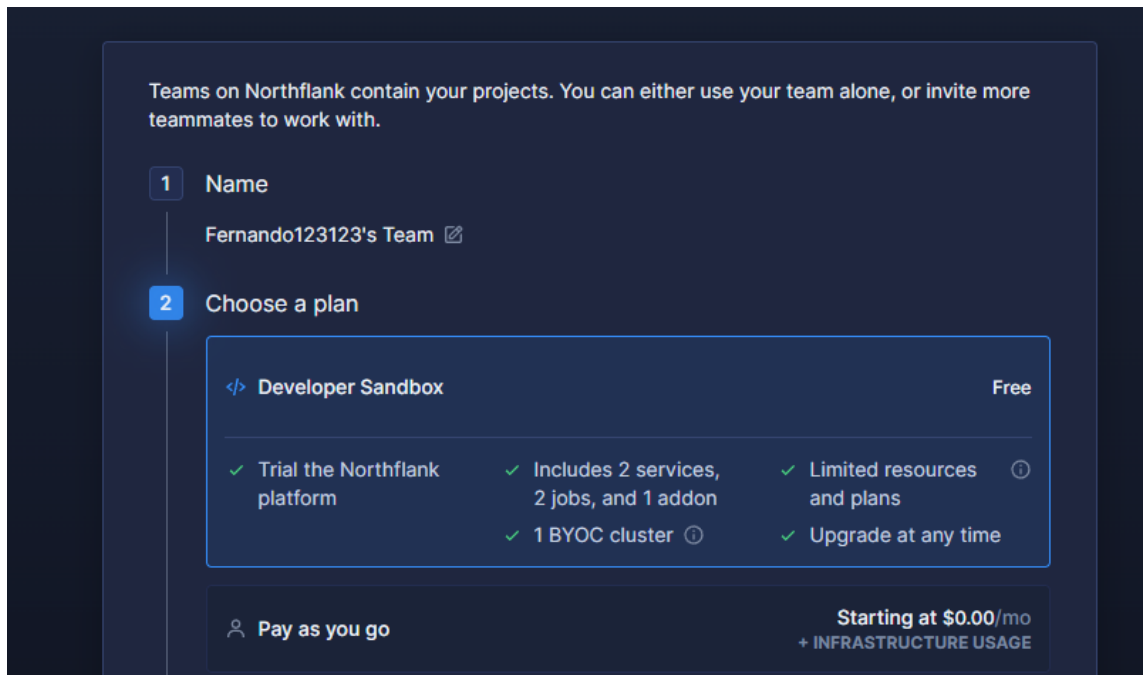 Teams on Northflank contain your projects. You can either use your team alone, or invite more
teammates to work with.
1 Name
Fernando123123's Team
2 Choose a plan
</> Developer Sandbox Free
Trial the Northflank
platform
Includes 2 services,
2 jobs, and 1 addon
1 BYOC cluster
Limited resources
and plans
Upgrade at any time
Pay as you go
Starting at $0.00/mo
+ INFRASTRUCTURE USAGE